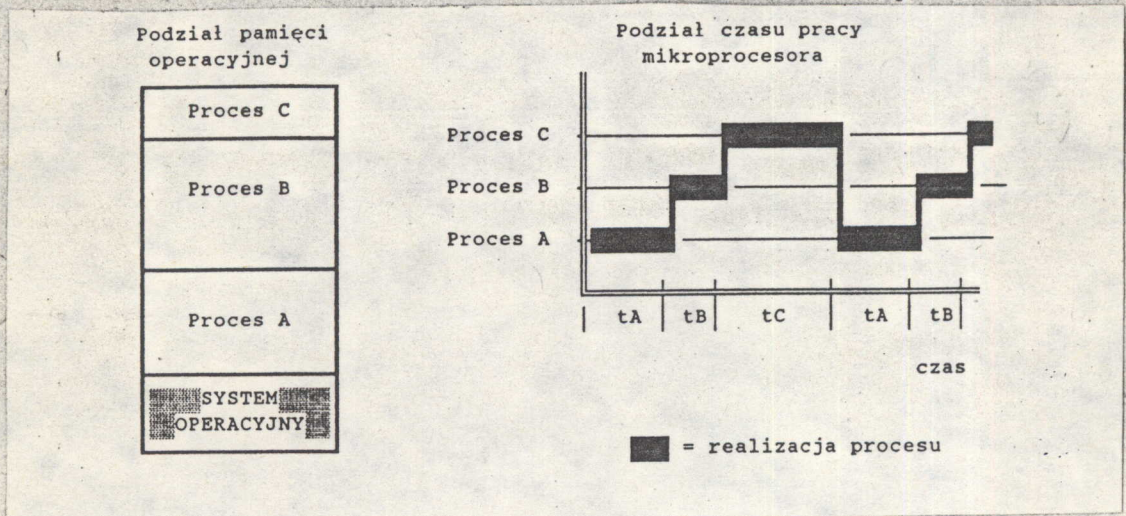 Podział pamięci
operacyjnej
Proces C
Proces B
Proces A
SYSTEM
OPERACYJNY
Podział czasu pracy
mikroprocesora
Proces C
Proces B
Proces A
tA tB tC tA tB
czas
= realizacja procesu